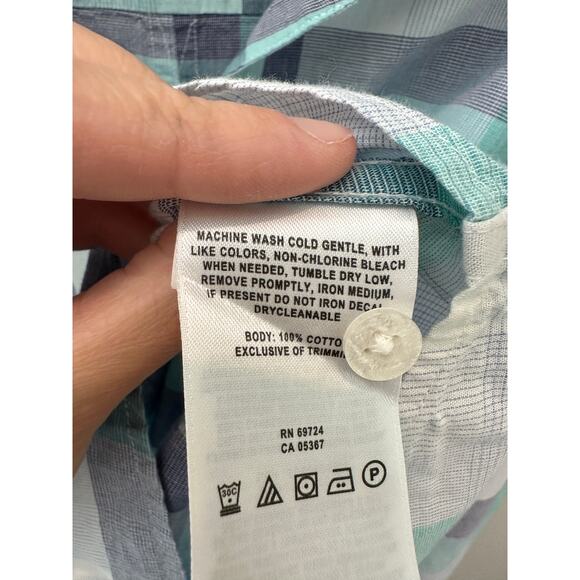 MACHINE WASH COLD GENTLE, WITH
LIKE COLORS, NON-CHLORINE BLEACH
WHEN NEEDED, TUMBLE DRY LOW,
REMOVE PROMPTLY, IRON MEDIUM,
IF PRESENT DO NOT IRON DECAL
DRYCLEANABLE
BODY: 100% COTTO
EXCLUSIVE OF TRIMMI
RN 69724
CA 05367
30C P